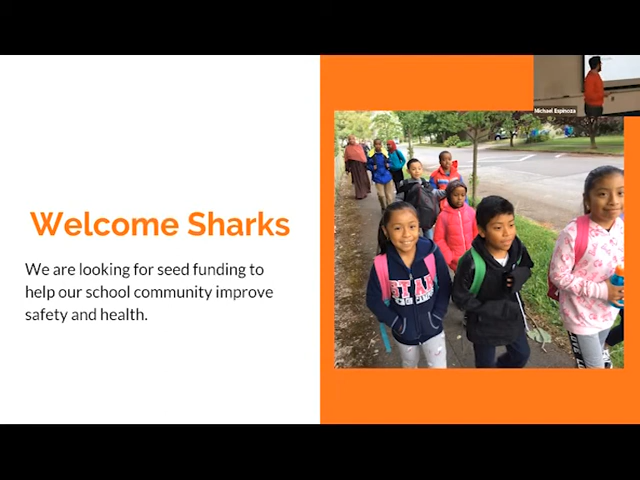 Welcome Sharks
We are looking for seed funding to
help our school community improve
safety and health.
Michael Espinoza
STAR